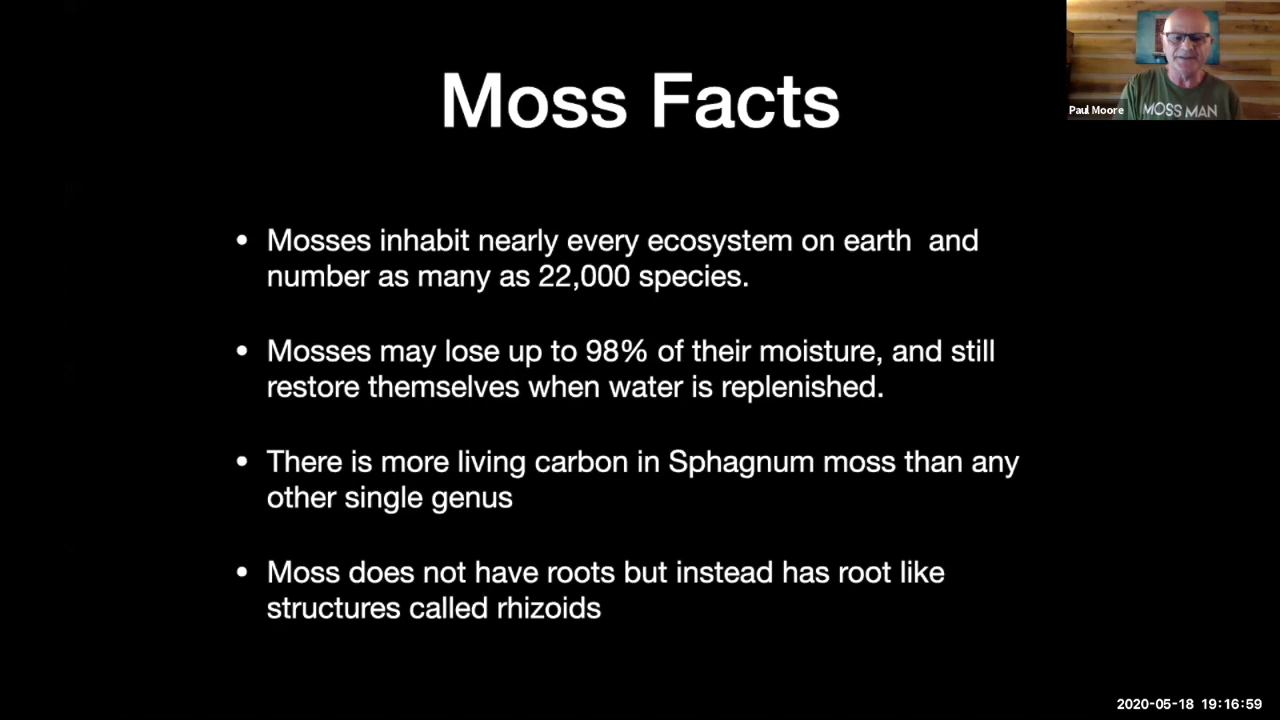 Moss Facts
Paul Moore
MOSS MAN
• Mosses inhabit nearly every ecosystem on earth  and
number as many as 22,000 species.
• Mosses may lose up to 98% of their moisture, and still
restore themselves when water is replenished.
• There is more living carbon in Sphagnum moss than any
other single genus
• Moss does not have roots but instead has root like
structures called rhizoids
2020-05-18 19:16:59